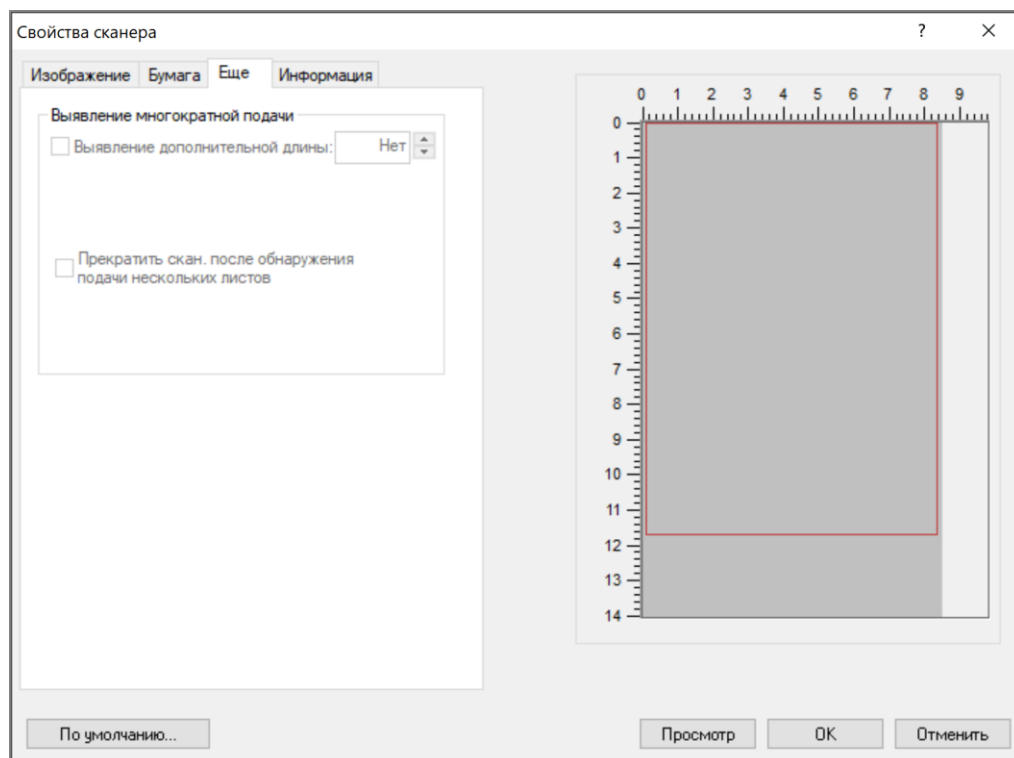 Свойства сканера
?
Изображение Бумага Еще Информация
Выявление многократной подачи
Выявление дополнительной длины: Нет
Прекратить скан. после обнаружения
подачи нескольких листов
0 1 2 3 4 5 6 7 8 9
0
1
2
3
4
5
6
7
8
9
10
11
12
13
14
По умолчанию... Просмотр OK Отменить